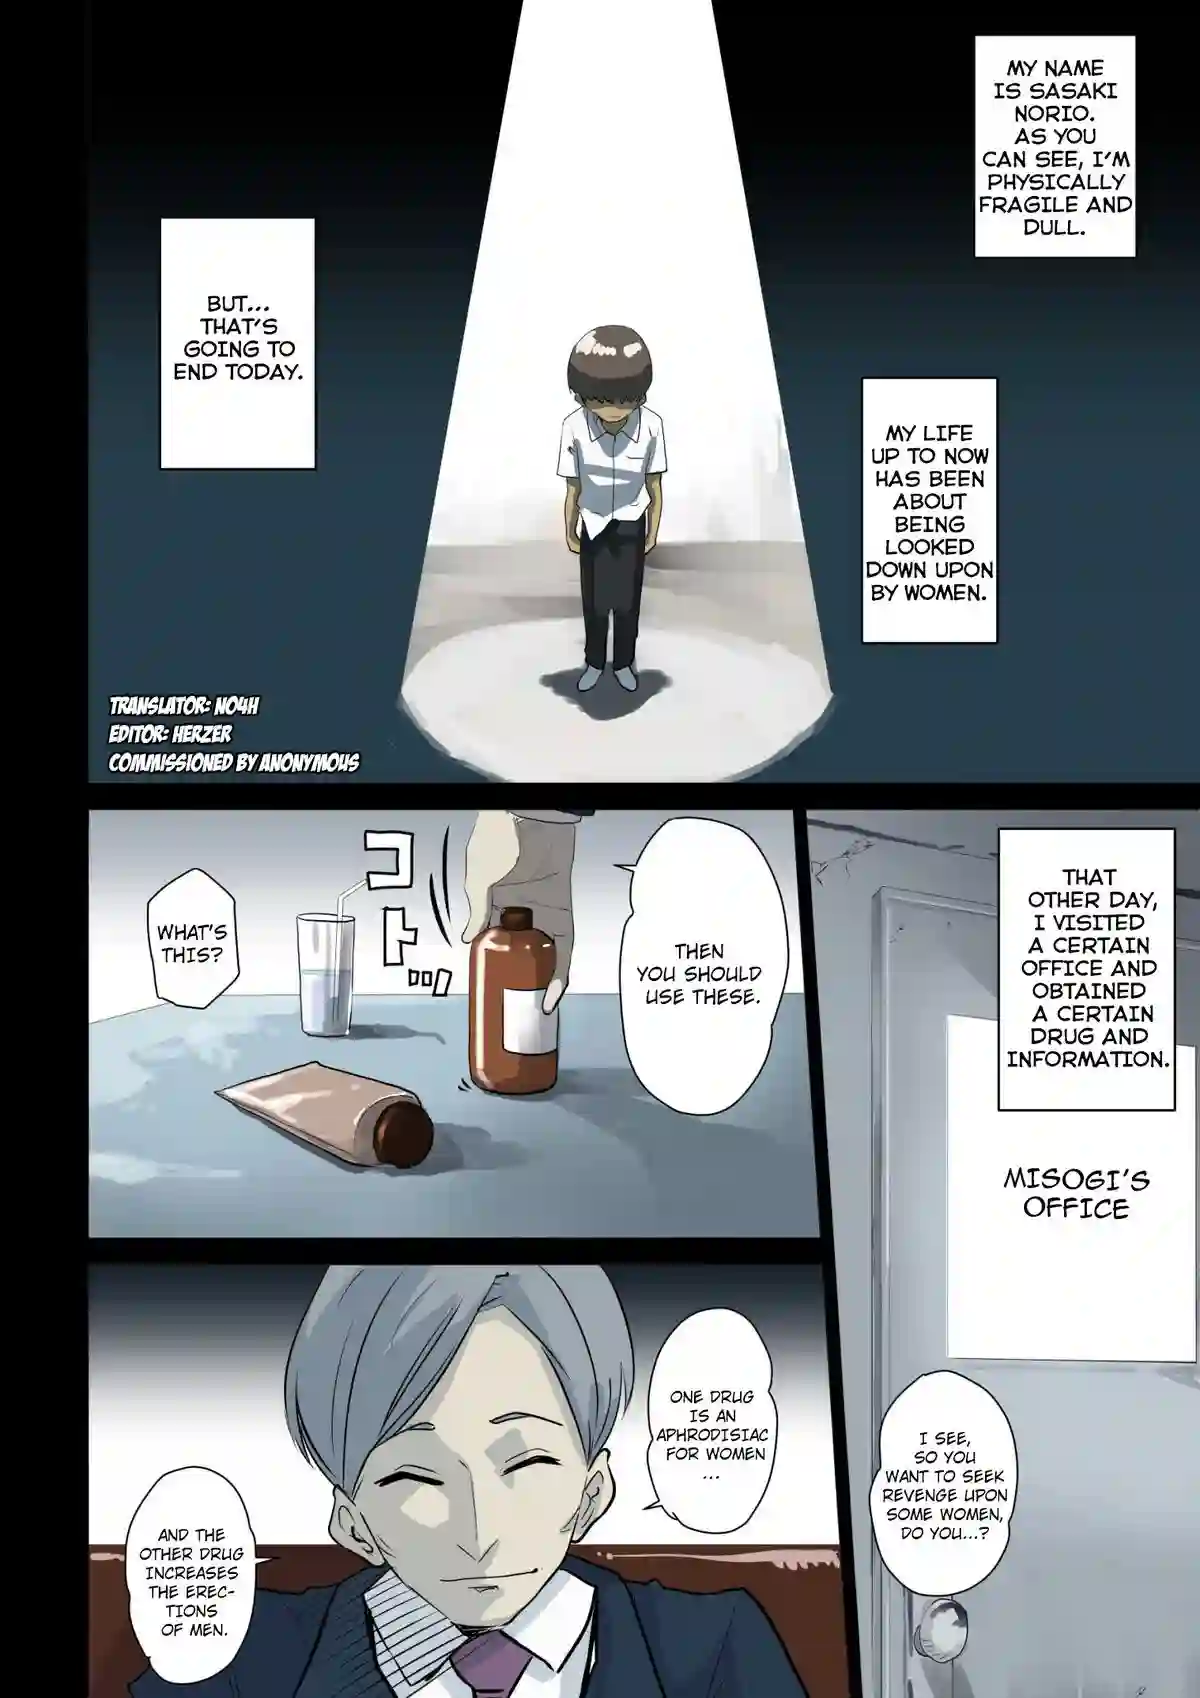 MY NAME
IS SASAKI
NORIO.
AS YOU
CAN SEE, I'M
PHYSICALLY
FRAGILE AND
DULL.
MY LIFE
UP TO NOW
HAS BEEN
ABOUT
BEING
LOOKED
DOWN UPON
BY WOMEN.
BUT...
THAT'S
GOING TO
END TODAY.
TRANSLATOR: NO4H
EDITOR: HERZER
COMMISSIONED BY ANONYMOUS
THAT
OTHER DAY,
I VISITED
A CERTAIN
OFFICE AND
OBTAINED
A CERTAIN
DRUG AND
INFORMATION.
MISOGI'S
OFFICE
I SEE,
SO YOU
WANT TO SEEK
REVENGE UPON
SOME WOMEN,
DO YOU...?
THEN
YOU SHOULD
USE THESE.
コトッ
WHAT'S
THIS?
ONE DRUG
IS AN
APHRODISIAC
FOR WOMEN
...
AND THE
OTHER DRUG
INCREASES
THE EREC-
TIONS
OF MEN.